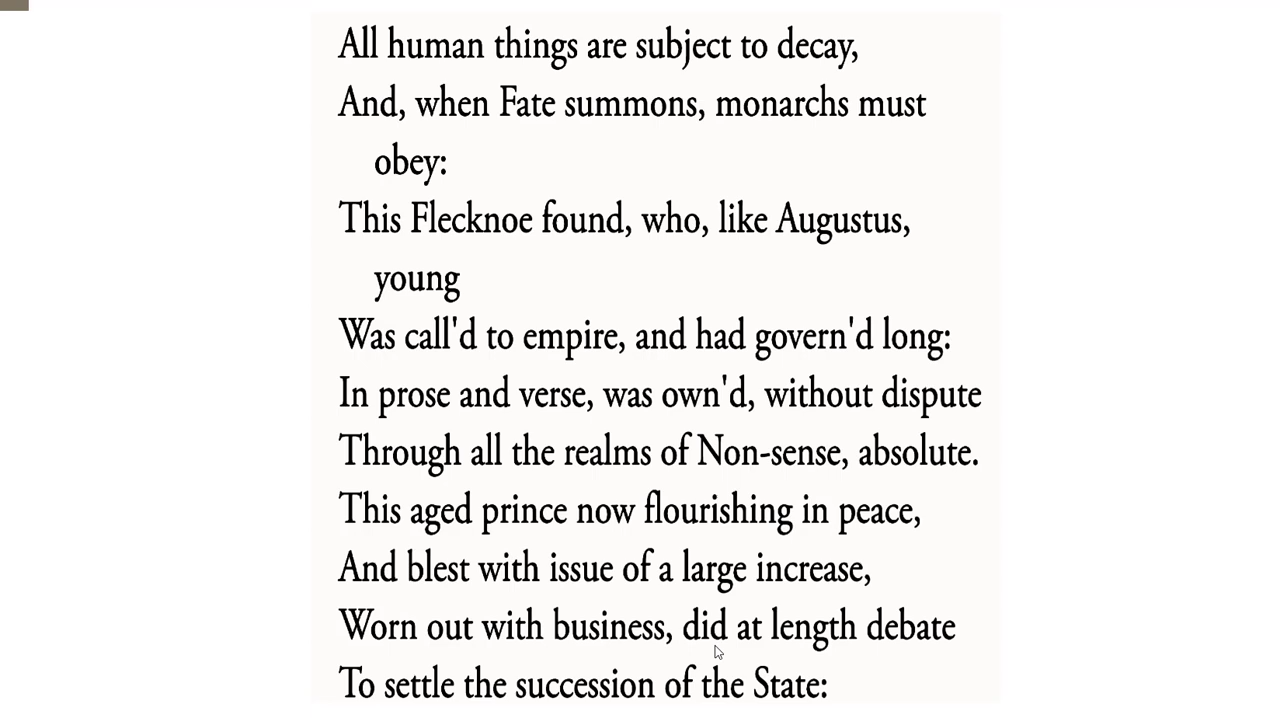 All human things are subject to decay,
And, when Fate summons, monarchs must
obey:
This Flecknoe found, who, like Augustus,
young
Was call'd to empire, and had govern'd long:
In prose and verse, was own'd, without dispute
Through all the realms of Non-sense, absolute.
This aged prince now flourishing in peace,
And blest with issue of a large increase,
Worn out with business, did at length debate
To settle the succession of the State: